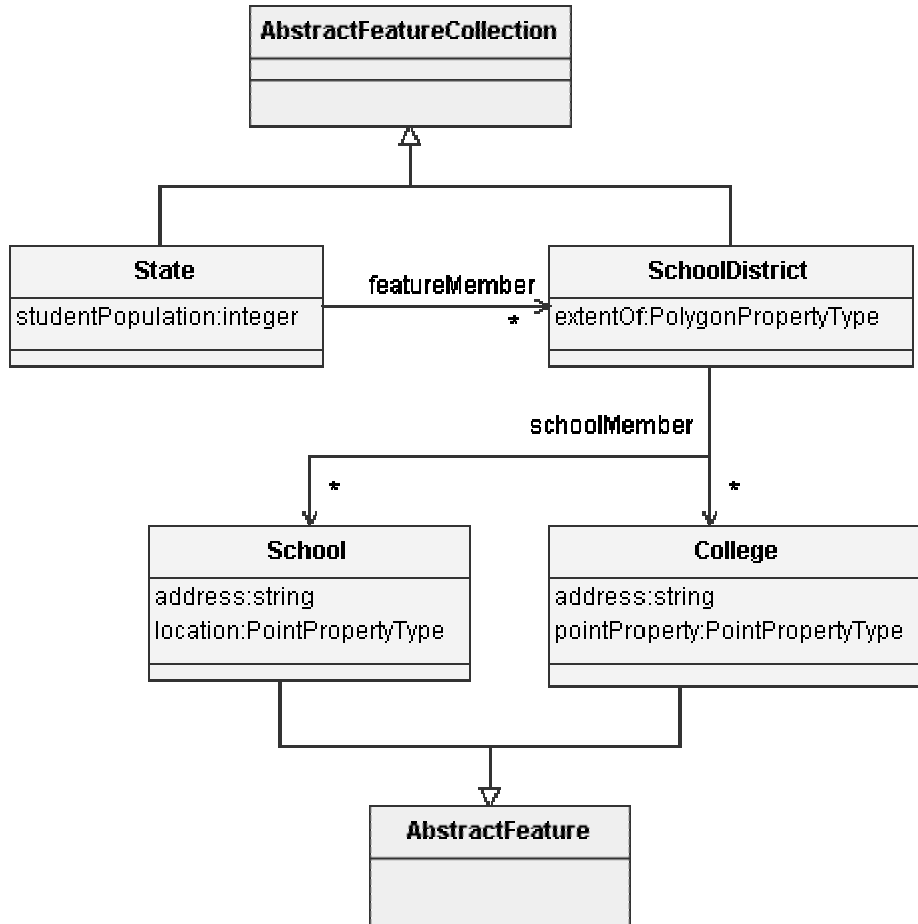 AbstractFeatureCollection
State
studentPopulation:integer
featureMember
*
SchoolDistrict
extentOf:PolygonPropertyType
schoolMember
*
*
School
address:string
location:PointPropertyType
College
address:string
pointProperty:PointPropertyType
AbstractFeature